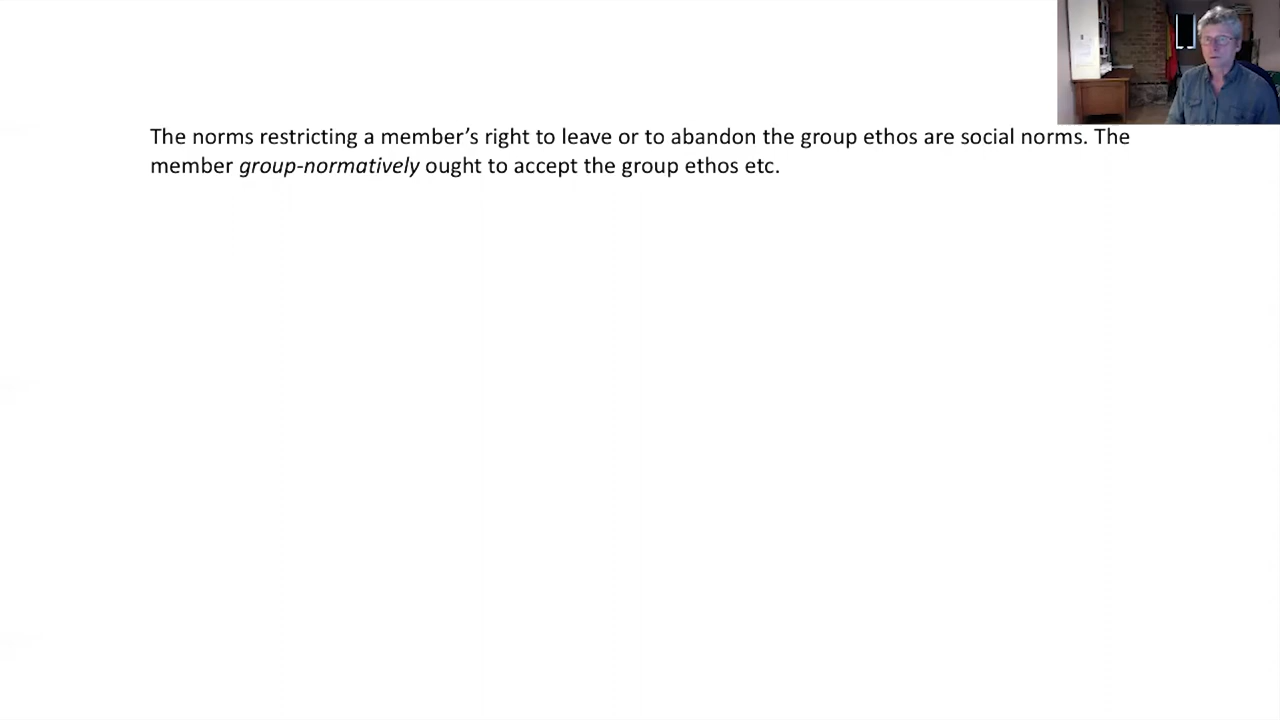 The norms restricting a member’s right to leave or to abandon the group ethos are social norms. The
member group-normatively ought to accept the group ethos etc.